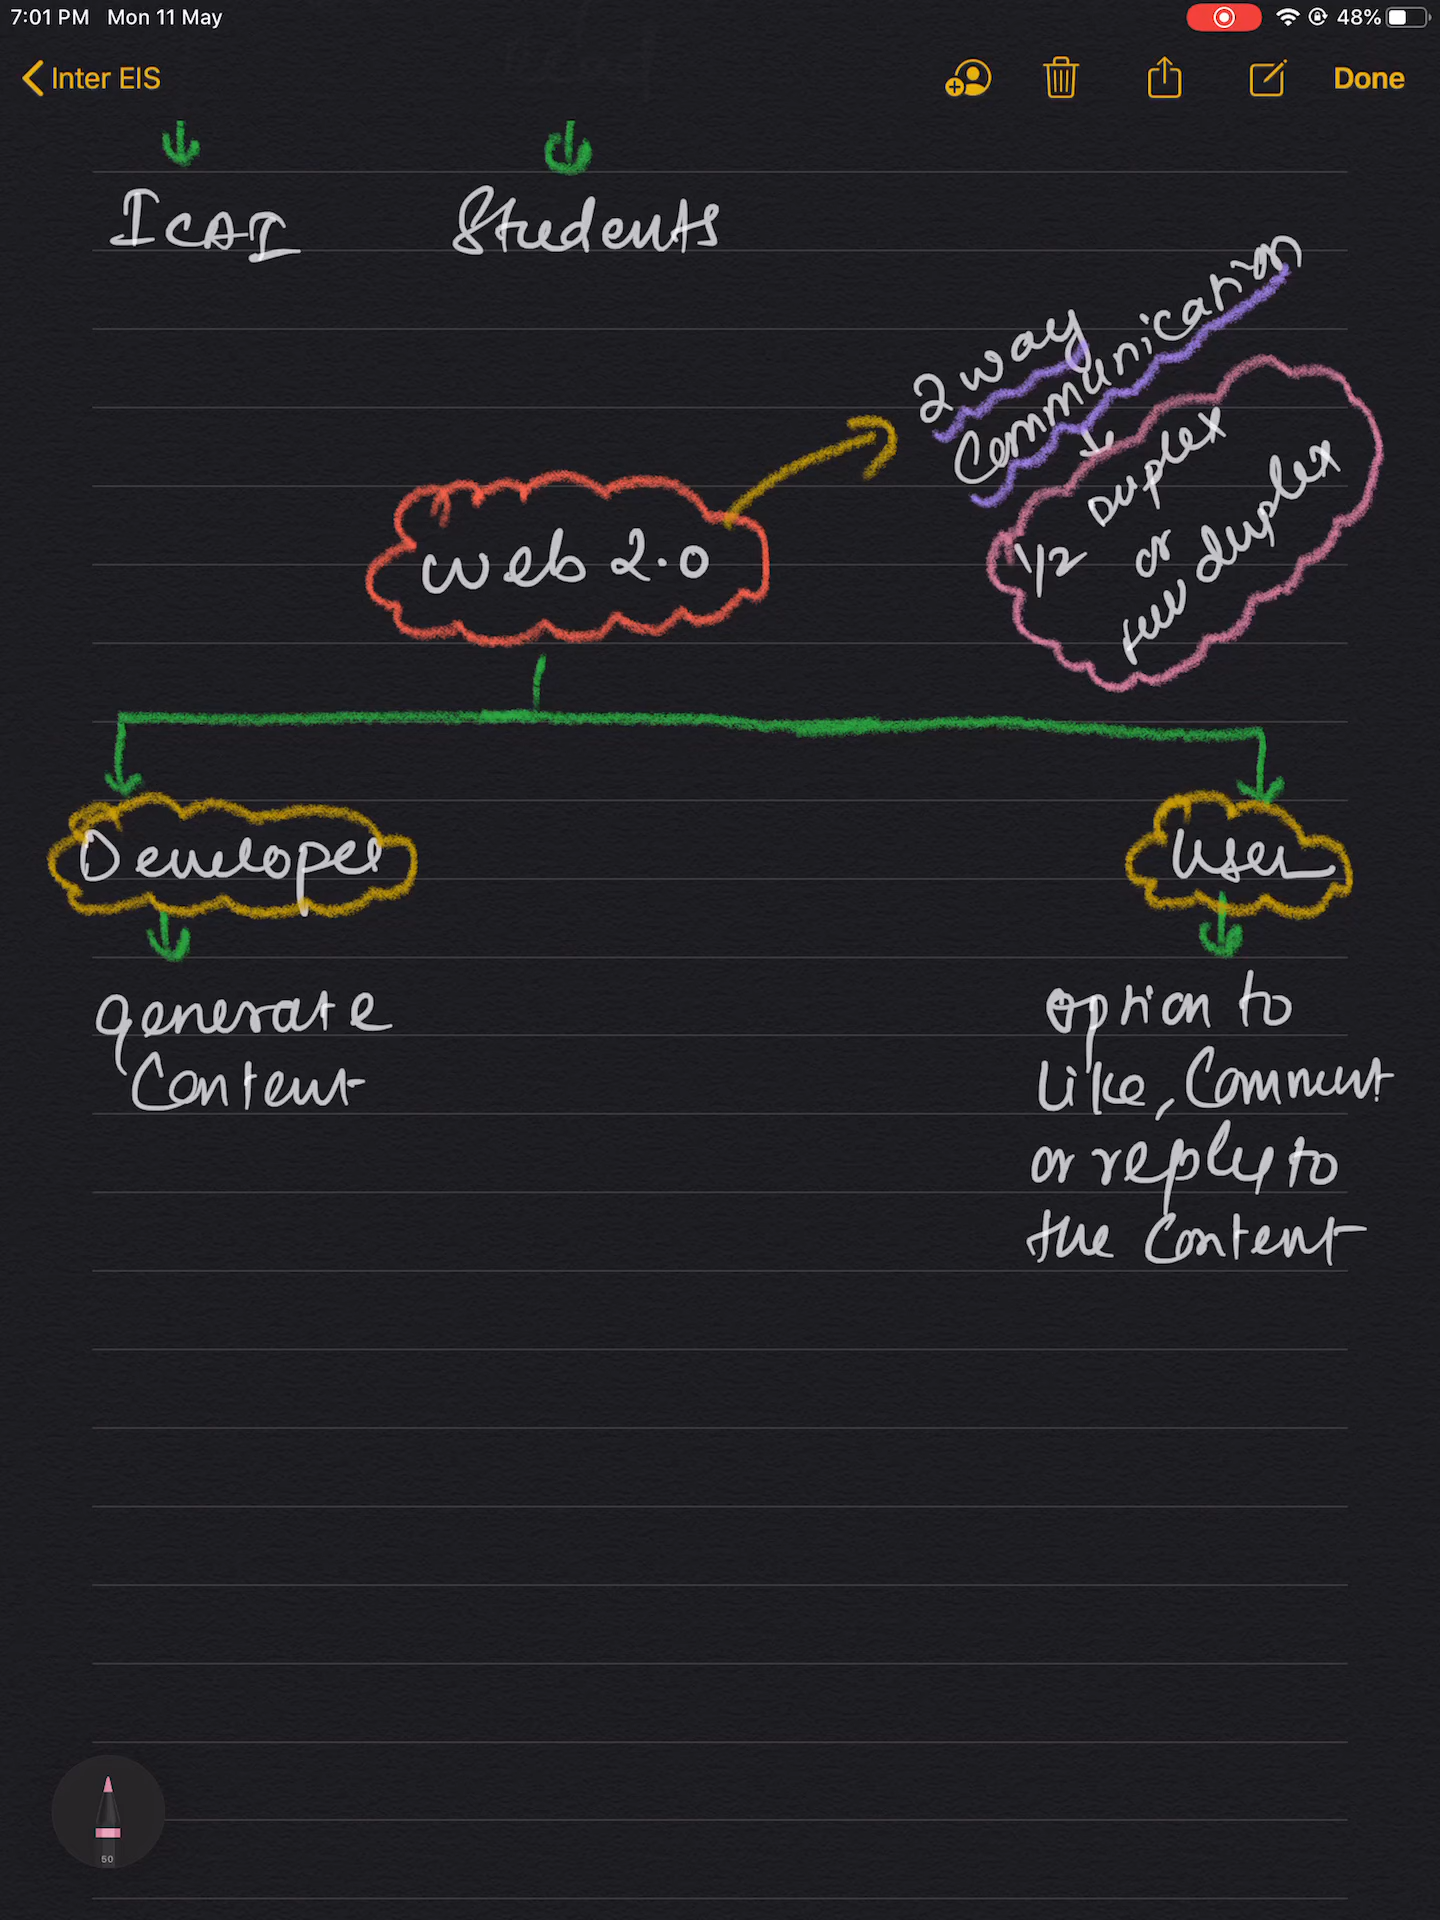 7:01 PM Mon 11 May 48%
Inter EIS Done
ICAI Students
2 way
Communication
1/2 Duplex
or
full duplex
Web 2.0
Developer User
generate
Content
option to
Like, Comment
or reply to
the Content
50